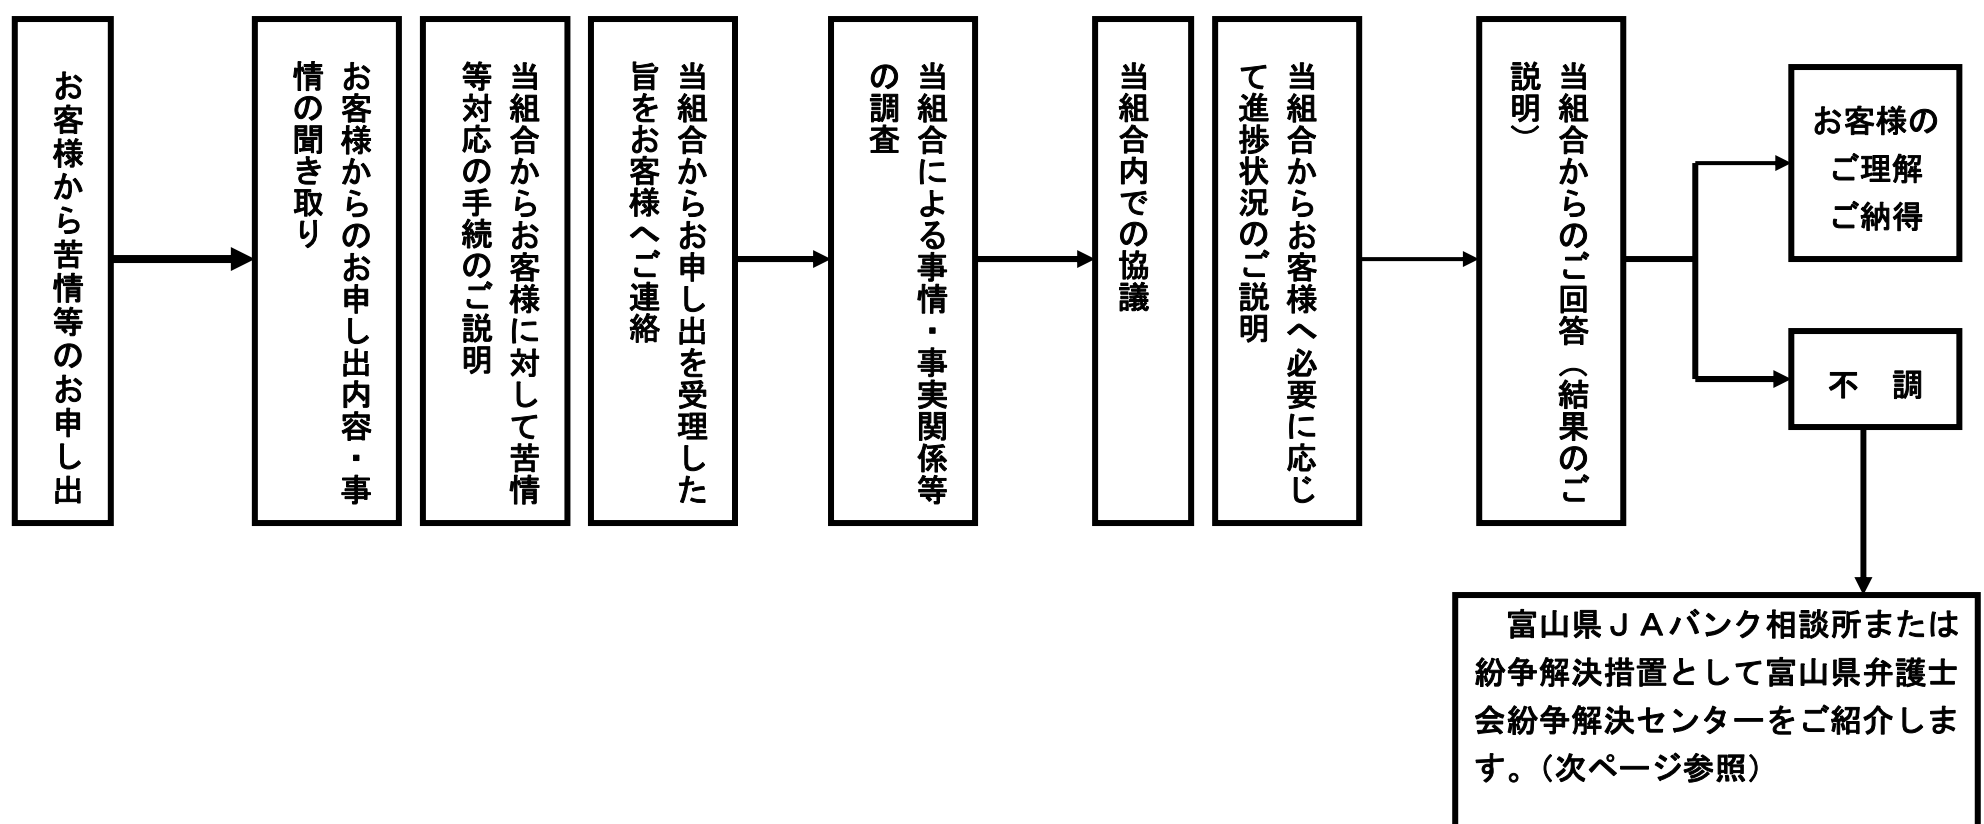 お客様から苦情等のお申し出
お客様からのお申し出内容・事
情の聞き取り
当組合からお客様に対して苦情
等対応の手続のご説明
当組合からお申し出を受理した
旨をお客様へご連絡
当組合による事情・事実関係等
の調査
当組合内での協議
当組合からお客様へ必要に応じ
て進捗状況のご説明
当組合からのご回答（結果のご
説明）
お客様の
ご理解
ご納得
不　調
富山県ＪＡバンク相談所または
紛争解決措置として富山県弁護士
会紛争解決センターをご紹介しま
す。（次ページ参照）